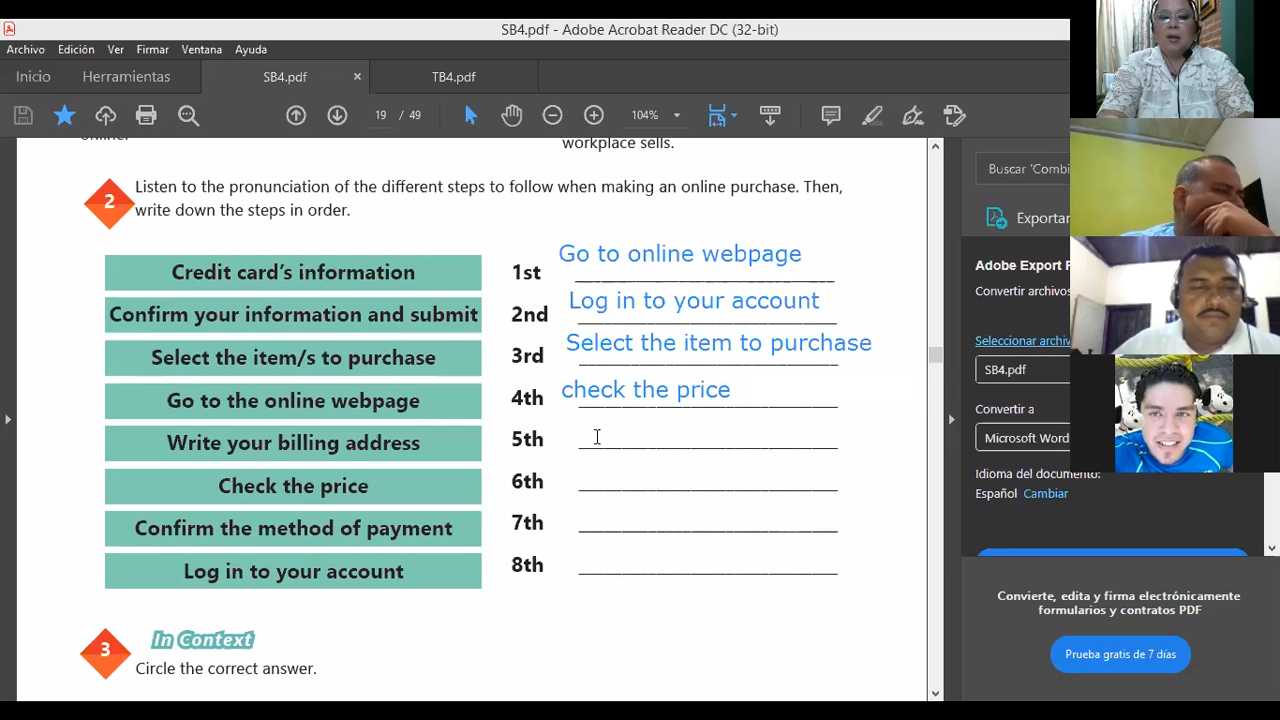 SB4.pdf - Adobe Acrobat Reader DC (32-bit)
Archivo Edición Ver Firmar Ventana Ayuda
Inicio Herramientas SB4.pdf × TB4.pdf
19 / 49 104%
workplace sells.
2 Listen to the pronunciation of the different steps to follow when making an online purchase. Then,
write down the steps in order.
Credit card's information 1st Go to online webpage
Confirm your information and submit 2nd Log in to your account
Select the item/s to purchase 3rd Select the item to purchase
Go to the online webpage 4th check the price
Write your billing address 5th
Check the price 6th
Confirm the method of payment 7th
Log in to your account 8th
3 In Context
Circle the correct answer.
Buscar 'Combi
Exportar
Adobe Export
Convertir archivos
Seleccionar archiv
SB4.pdf
Convertir a
Microsoft Word
Idioma del documento:
Español Cambiar
Convierte, edita y firma electrónicamente
formularios y contratos PDF
Prueba gratis de 7 días